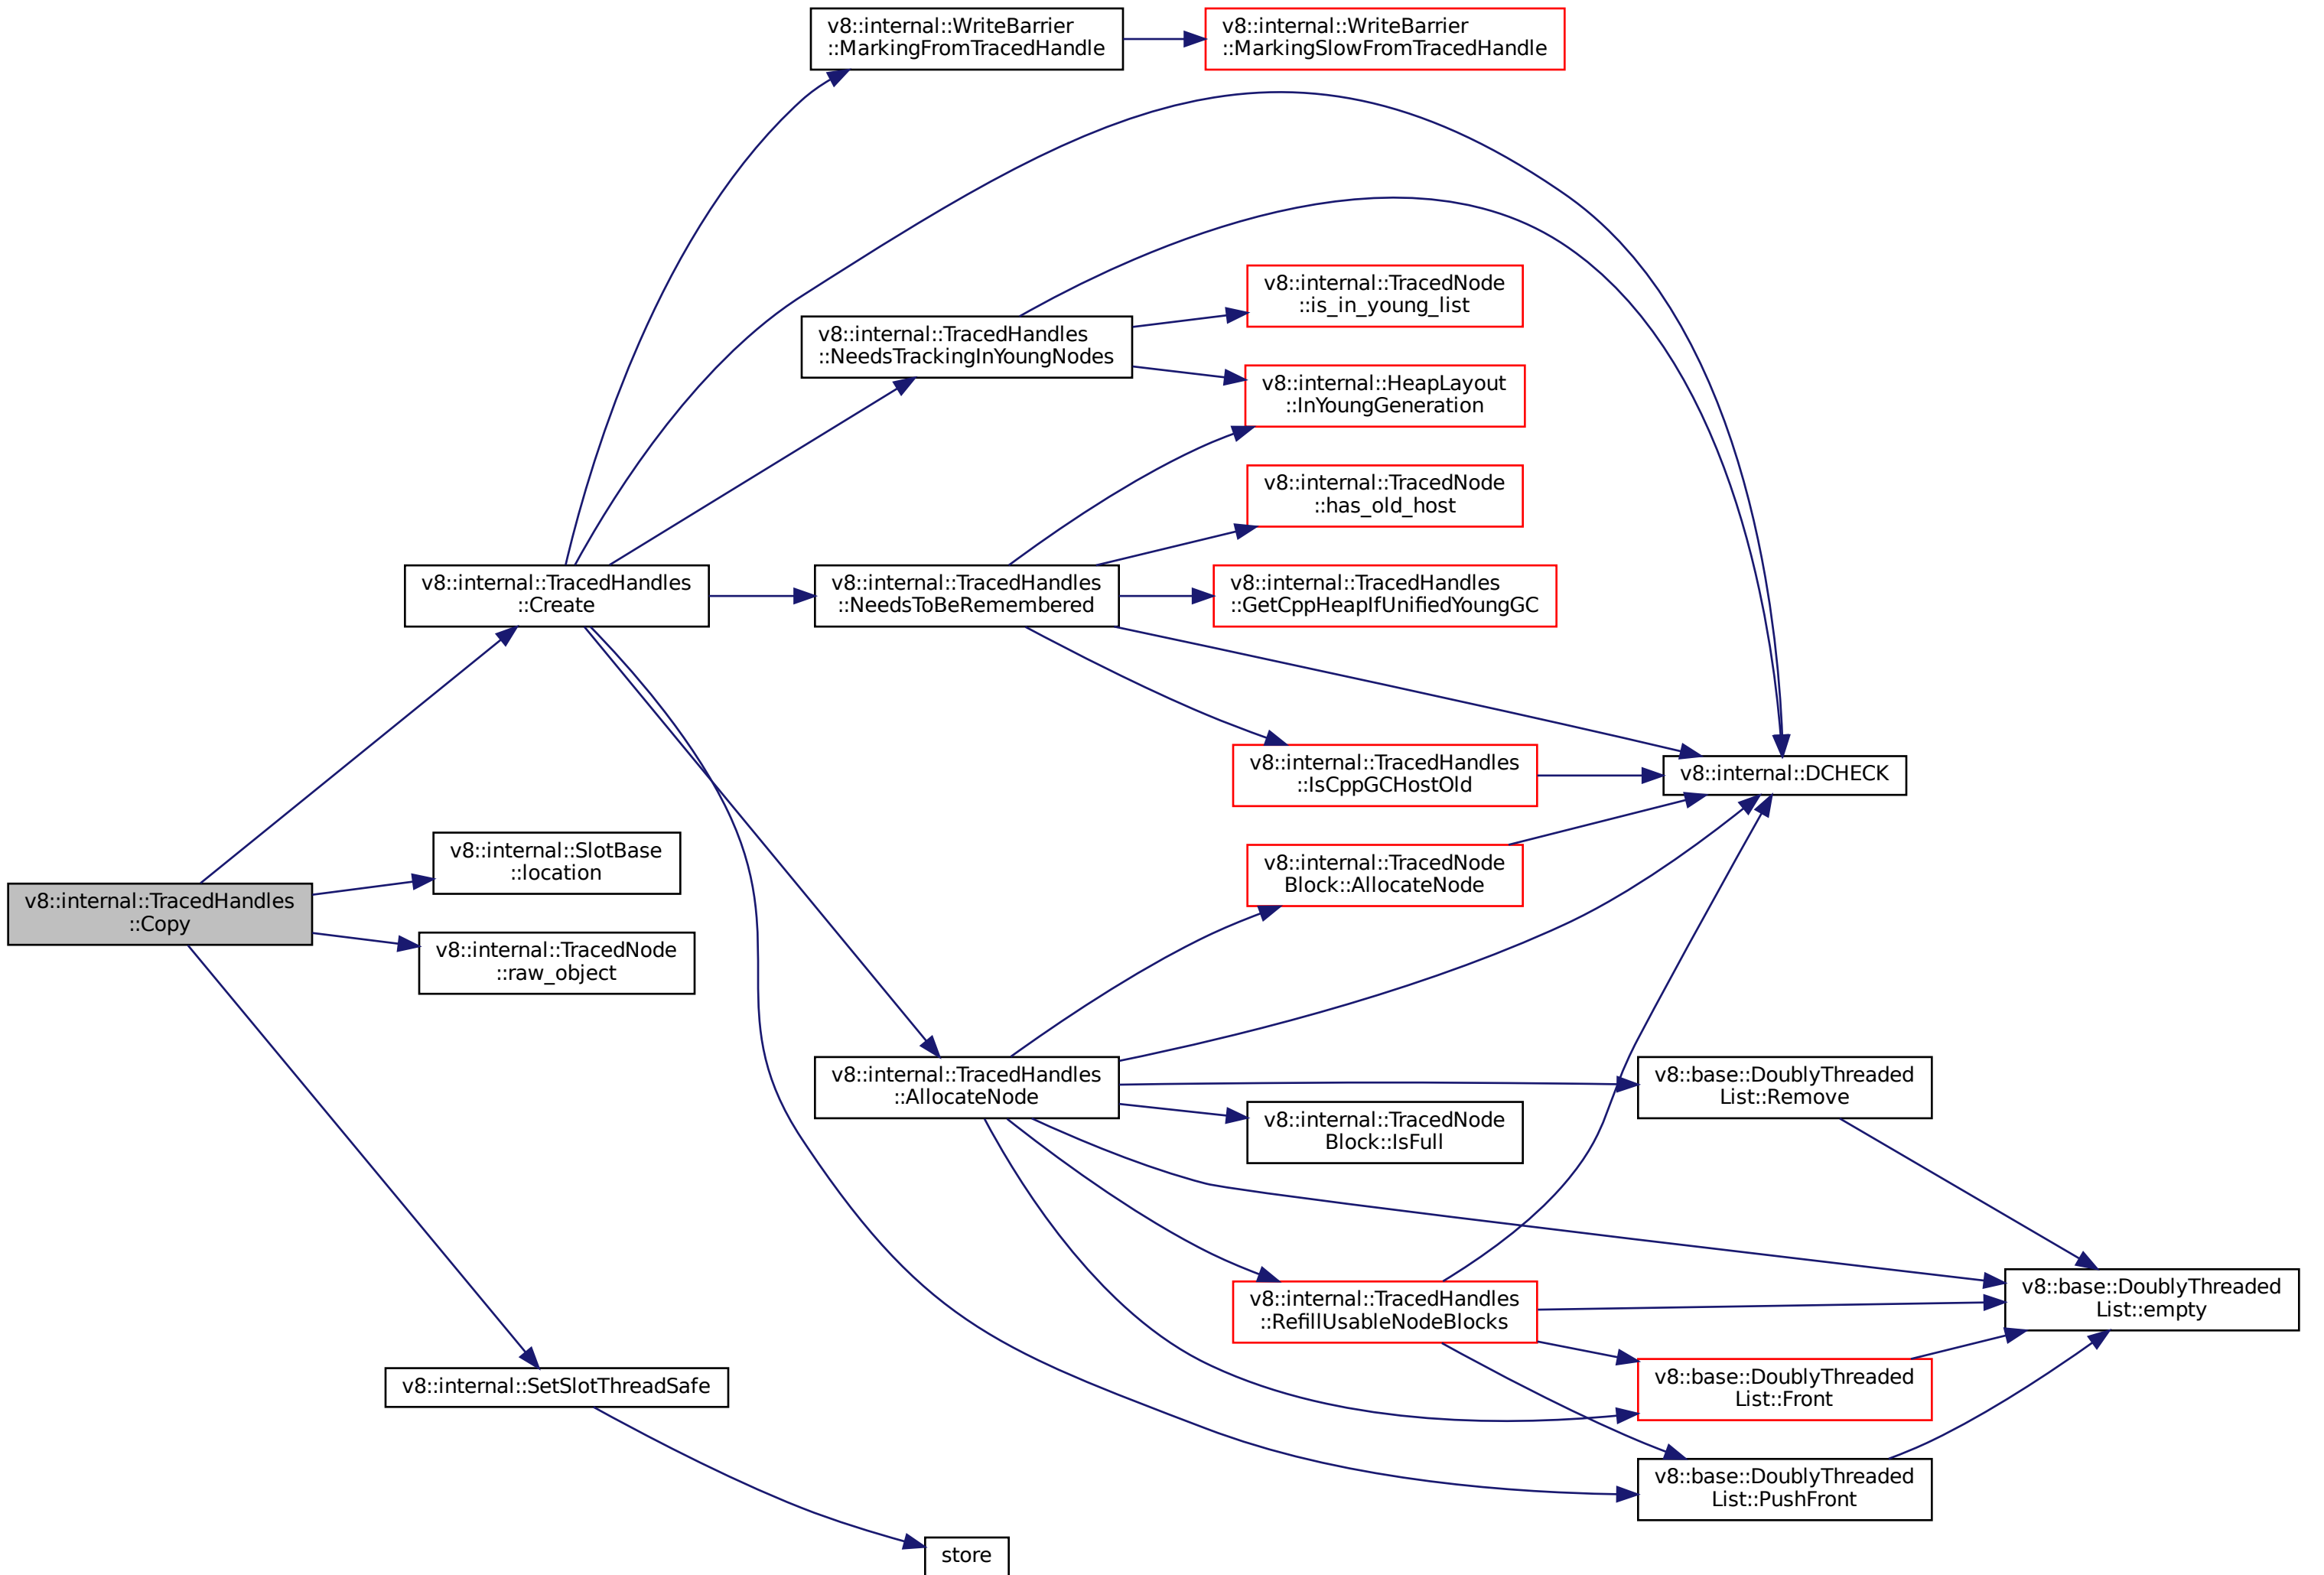 v8::internal::WriteBarrier
::MarkingFromTracedHandle
v8::internal::WriteBarrier
::MarkingSlowFromTracedHandle
v8::internal::TracedNode
::is_in_young_list
v8::internal::TracedHandles
::NeedsTrackingInYoungNodes
v8::internal::HeapLayout
::InYoungGeneration
v8::internal::TracedNode
::has_old_host
v8::internal::TracedHandles
::Create
v8::internal::TracedHandles
::NeedsToBeRemembered
v8::internal::TracedHandles
::GetCppHeapIfUnifiedYoungGC
v8::internal::TracedHandles
::IsCppGCHostOld
v8::internal::DCHECK
v8::internal::SlotBase
::location
v8::internal::TracedNode
Block::AllocateNode
v8::internal::TracedHandles
::Copy
v8::internal::TracedNode
::raw_object
v8::internal::TracedHandles
::AllocateNode
v8::base::DoublyThreaded
List::Remove
v8::internal::TracedNode
Block::IsFull
v8::internal::TracedHandles
::RefillUsableNodeBlocks
v8::base::DoublyThreaded
List::empty
v8::internal::SetSlotThreadSafe
v8::base::DoublyThreaded
List::Front
v8::base::DoublyThreaded
List::PushFront
store